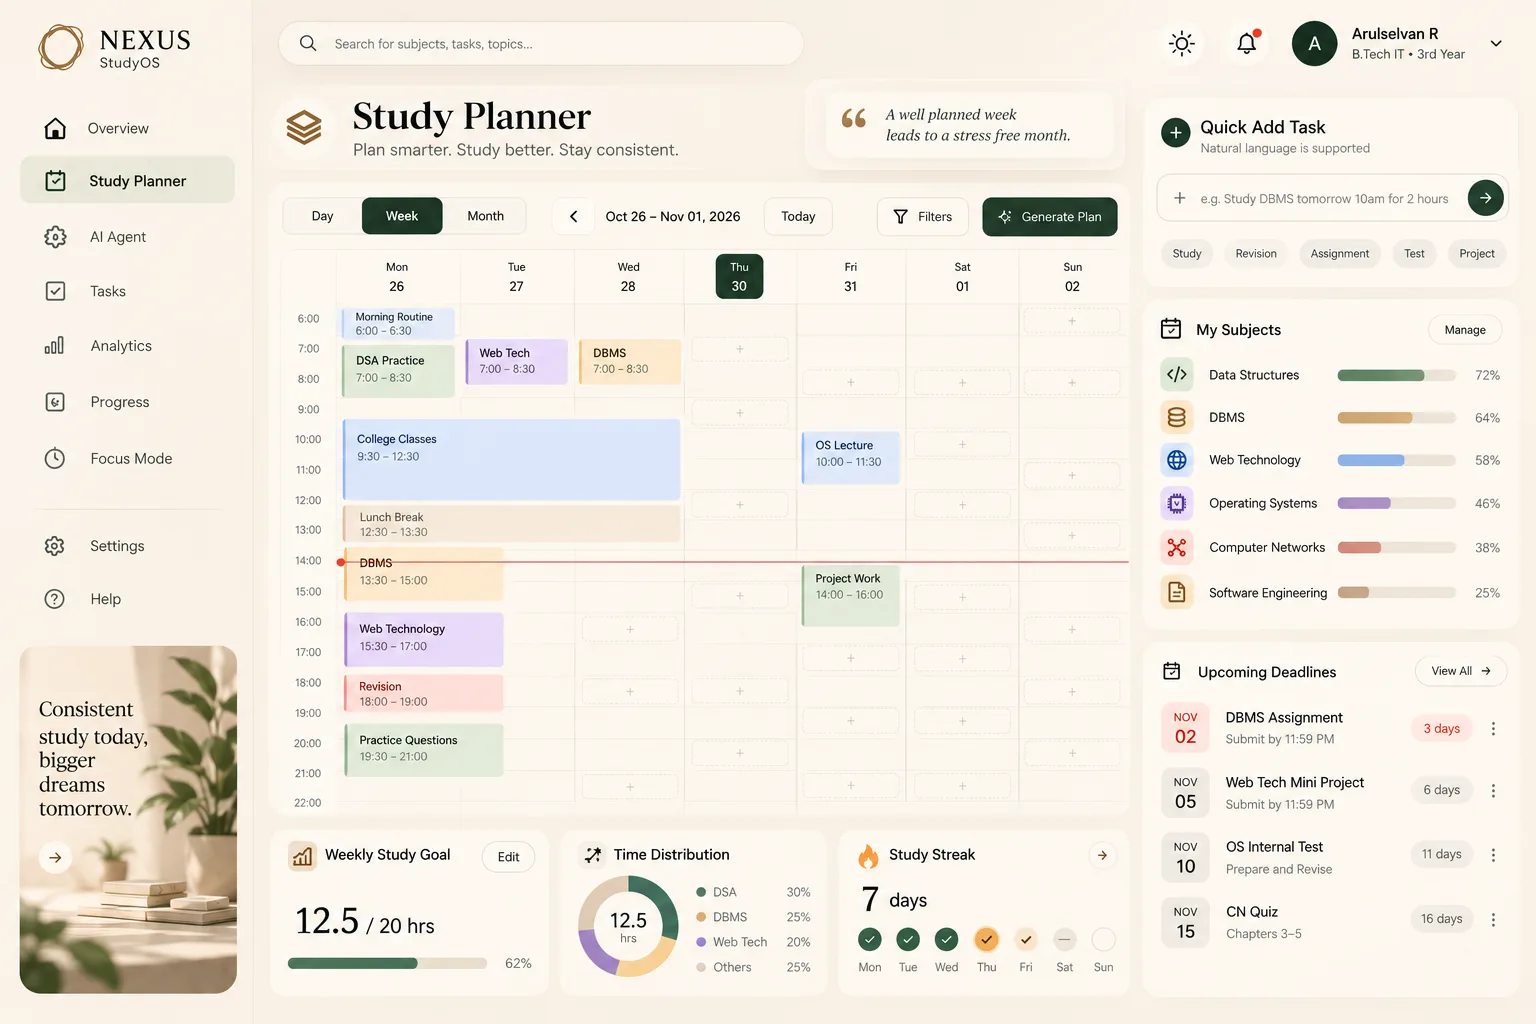 NEXUS
StudyOS
Overview
Study Planner
AI Agent
Tasks
Analytics
Progress
Focus Mode
Settings
Help
Consistent
study today,
bigger
dreams
tomorrow.
Search for subjects, tasks, topics...
A
Arulselvan R
B.Tech IT • 3rd Year
Study Planner
Plan smarter. Study better. Stay consistent.
“ A well planned week
leads to a stress free month.
Day Week Month
Oct 26 – Nov 01, 2026
Today
Filters
Generate Plan
Mon Tue Wed Thu Fri Sat Sun
26 27 28 30 31 01 02
6:00
7:00
8:00
9:00
10:00
11:00
12:00
13:00
14:00
15:00
16:00
17:00
18:00
19:00
20:00
21:00
22:00
Morning Routine
6:00 – 6:30
DSA Practice
7:00 – 8:30
Web Tech
7:00 – 8:30
DBMS
7:00 – 8:30
College Classes
9:30 – 12:30
OS Lecture
10:00 – 11:30
Lunch Break
12:30 – 13:30
DBMS
13:30 – 15:00
Project Work
14:00 – 16:00
Web Technology
15:30 – 17:00
Revision
18:00 – 19:00
Practice Questions
19:30 – 21:00
Weekly Study Goal
Edit
12.5 / 20 hrs
62%
Time Distribution
12.5
hrs
DSA 30%
DBMS 25%
Web Tech 20%
Others 25%
Study Streak
7 days
Mon Tue Wed Thu Fri Sat Sun
Quick Add Task
Natural language is supported
e.g. Study DBMS tomorrow 10am for 2 hours
Study Revision Assignment Test Project
My Subjects
Manage
Data Structures 72%
DBMS 64%
Web Technology 58%
Operating Systems 46%
Computer Networks 38%
Software Engineering 25%
Upcoming Deadlines
View All
NOV
02
DBMS Assignment
Submit by 11:59 PM
3 days
NOV
05
Web Tech Mini Project
Submit by 11:59 PM
6 days
NOV
10
OS Internal Test
Prepare and Revise
11 days
NOV
15
CN Quiz
Chapters 3–5
16 days